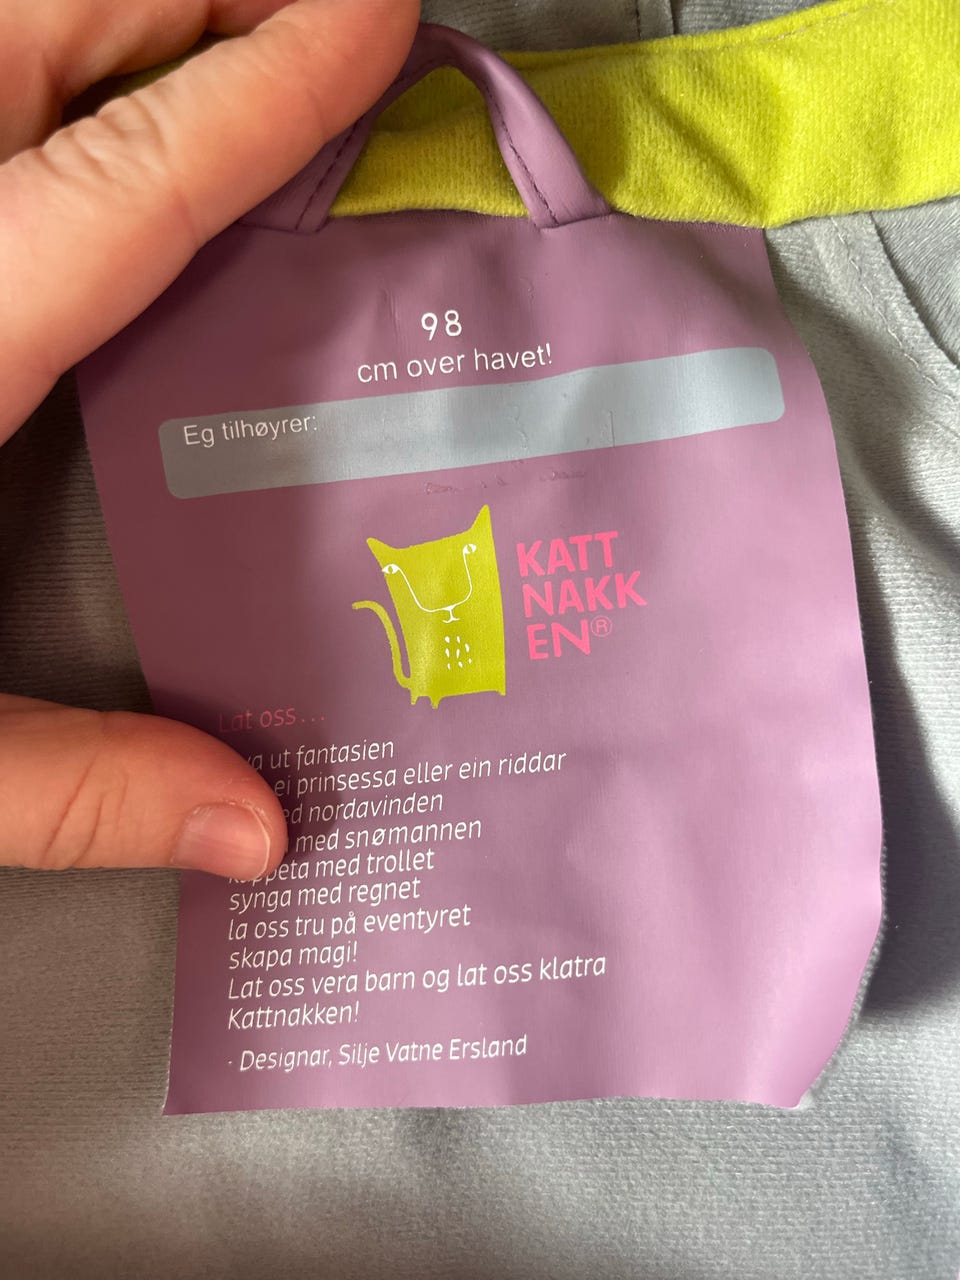 98
cm over havet!
Eg tilhøyrer:
KATT
NAKK
EN®
Lat oss...
ut fantasien
ei prinsessa eller ein riddar
nordavinden
med snømannen
med trollet
synga med regnet
la oss tru på eventyret
skapa magi!
Lat oss vera barn og lat oss klatra
Kattnakken!
- Designar, Silje Vatne Ersland